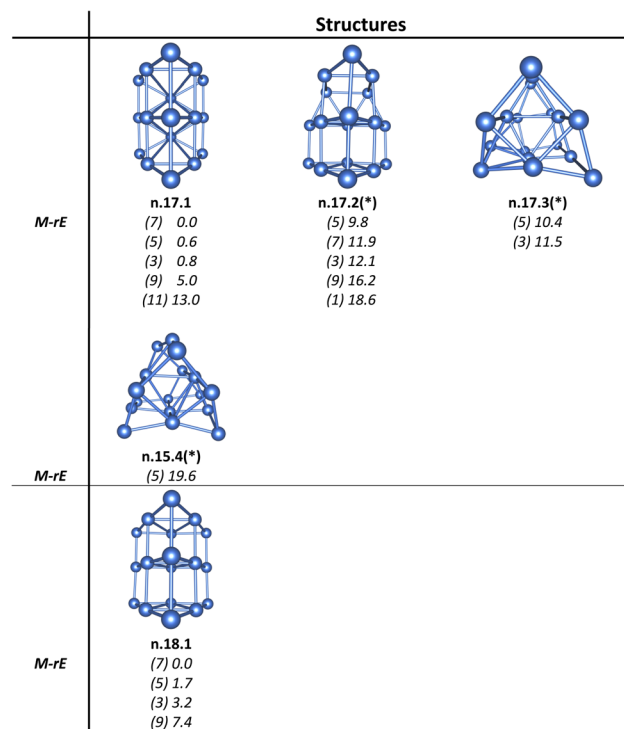 Structures
n.17.1 n.17.2(*) n.17.3(*)
M-rE (7) 0.0 (5) 9.8 (5) 10.4
(5) 0.6 (7) 11.9 (3) 11.5
(3) 0.8 (3) 12.1
(9) 5.0 (9) 16.2
(11) 13.0 (1) 18.6
n.15.4(*)
M-rE (5) 19.6
n.18.1
M-rE (7) 0.0
(5) 1.7
(3) 3.2
(9) 7.4